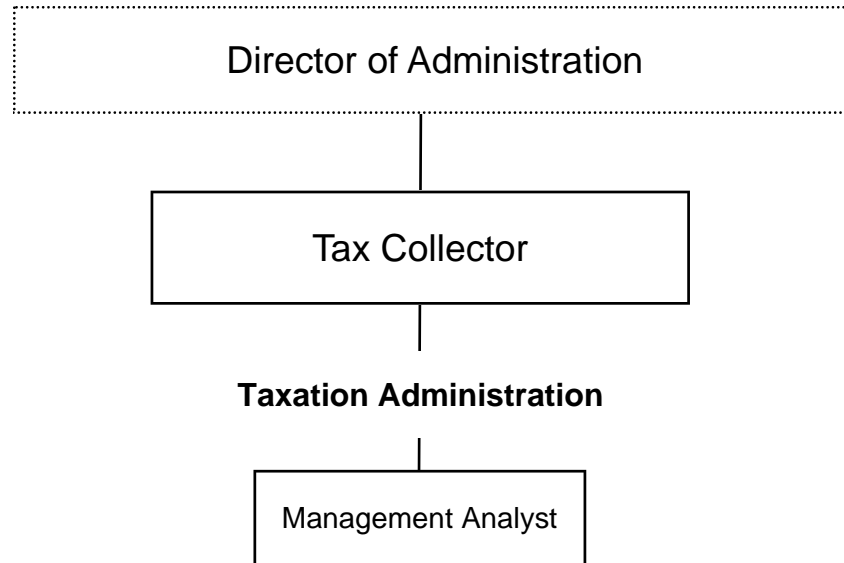 Director of Administration
Tax Collector
Taxation Administration
Management Analyst